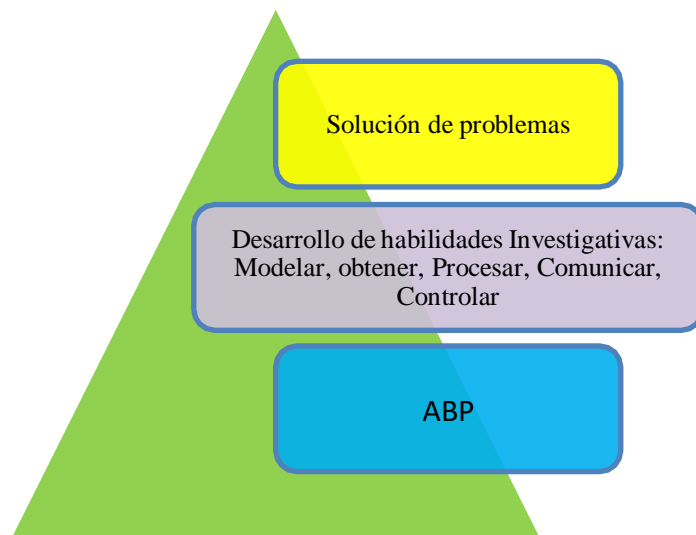 Solución de problemas
Desarrollo de habilidades Investigativas:
Modelar, obtener, Procesar, Comunicar,
Controlar
ABP